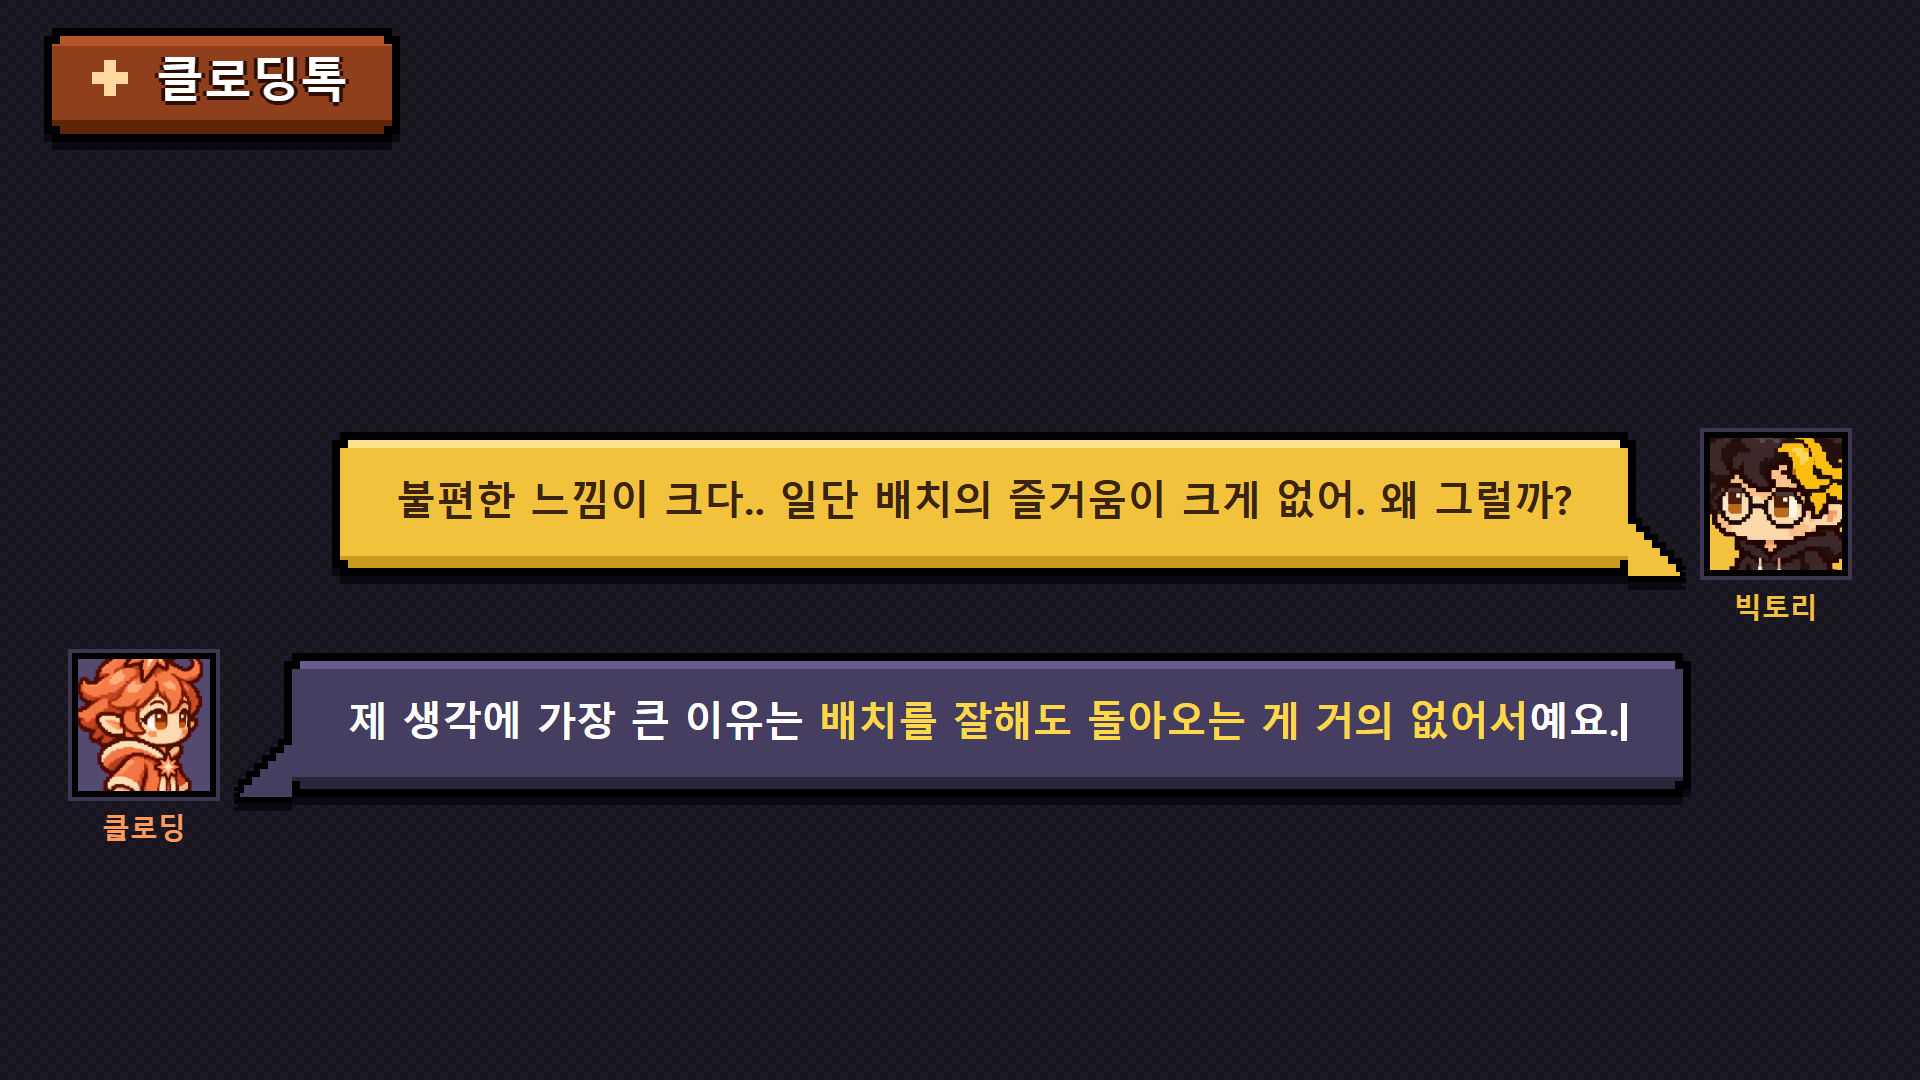 클로딩톡
불편한 느낌이 크다.. 일단 배치의 즐거움이 크게 없어. 왜 그럴까?
빅토리
제 생각에 가장 큰 이유는 배치를 잘해도 돌아오는 게 거의 없어서예요.
클로딩